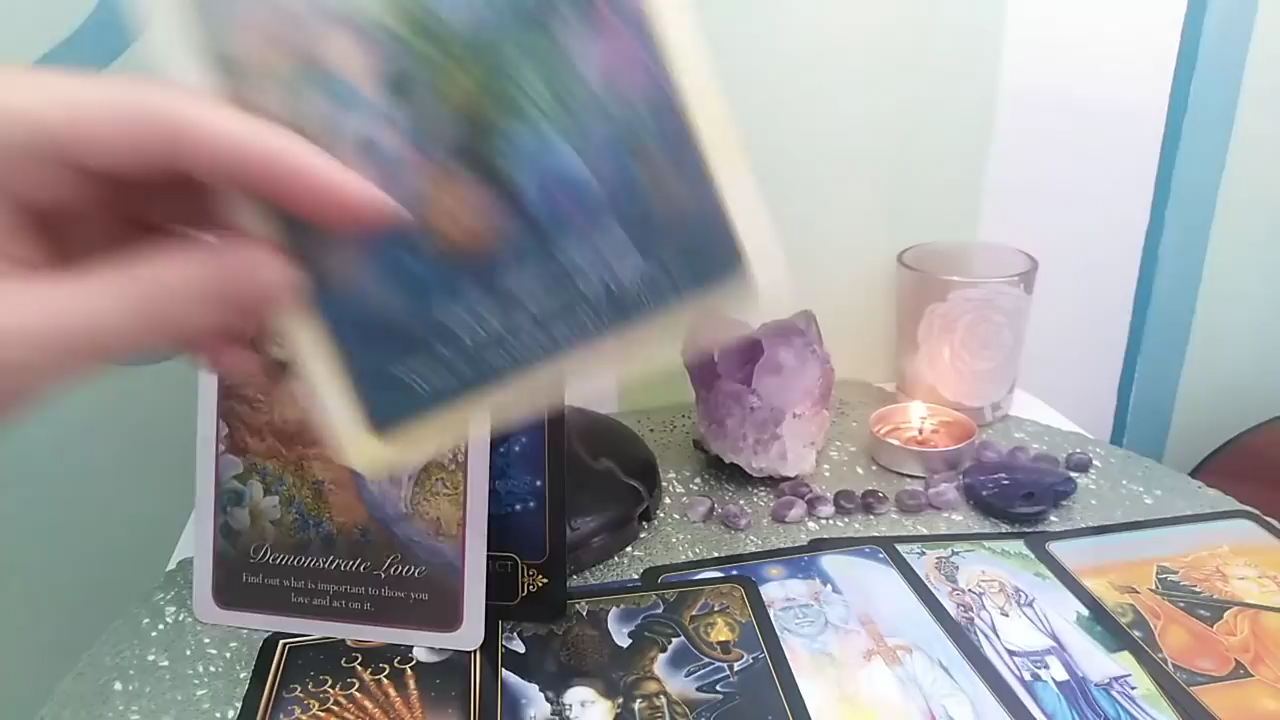 Demonstrate Love
Find out what is important to those you
love and act on it.